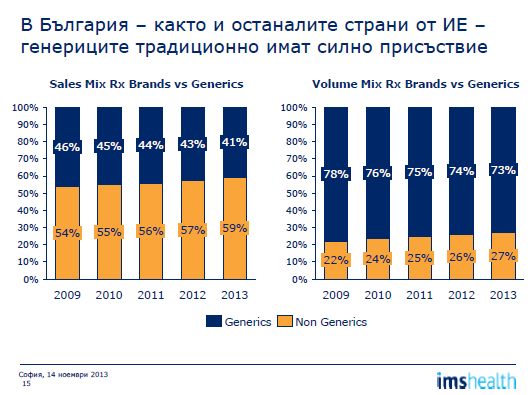 В България – както и останалите страни от ИЕ –
генериците традиционно имат силно присъствие
Sales Mix Rx Brands vs Generics
100%
90%
80%
70%
60%
50%
40%
30%
20%
10%
0%
46% 45% 44% 43% 41%
54% 55% 56% 57% 59%
2009 2010 2011 2012 2013
Volume Mix Rx Brands vs Generics
100%
90%
80%
70%
60%
50%
40%
30%
20%
10%
0%
78% 76% 75% 74% 73%
22% 24% 25% 26% 27%
2009 2010 2011 2012 2013
Generics Non Generics
София, 14 ноември 2013
15
imshealth